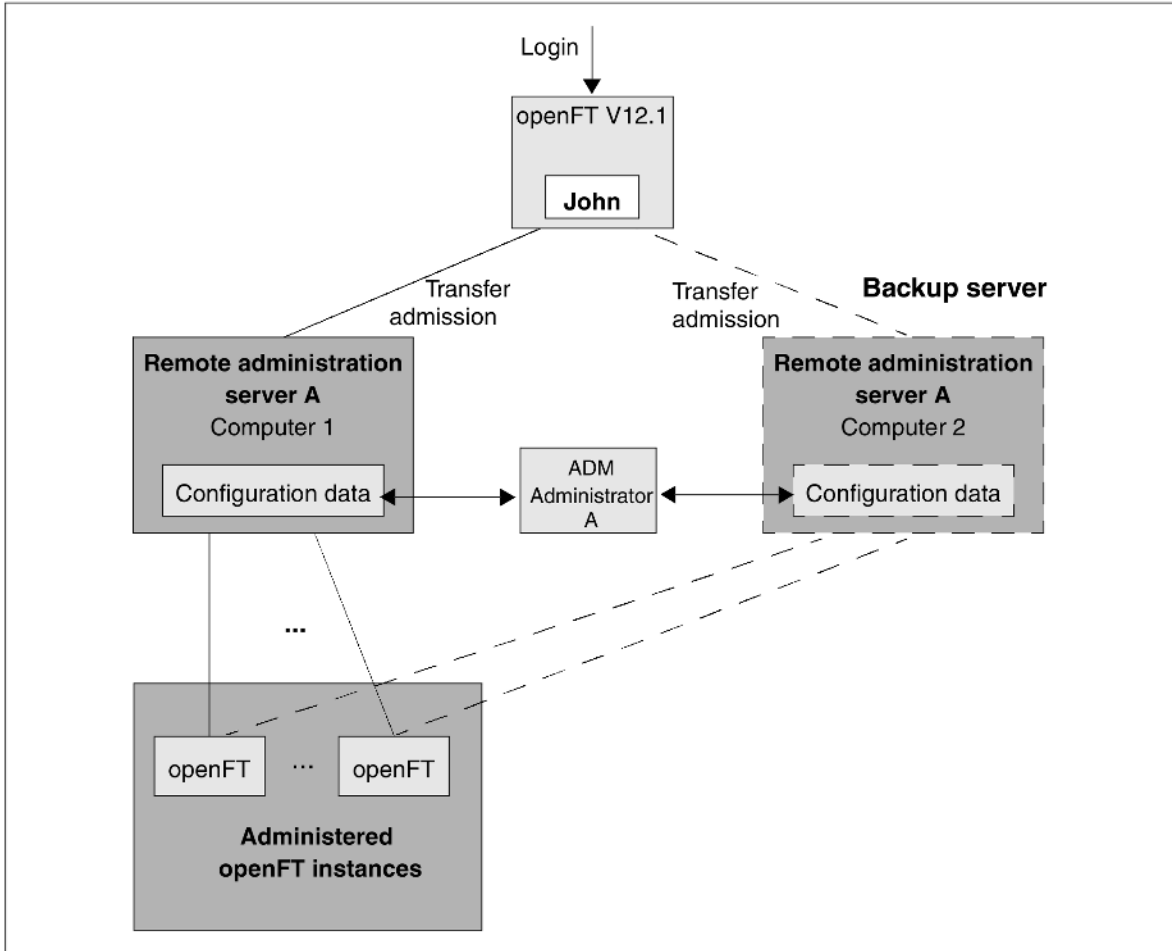 Login
openFT V12.1
John
Transfer
admission
Transfer
admission
Backup server
Remote administration
server A
Computer 1
Configuration data
ADM
Administrator
A
Remote administration
server A
Computer 2
Configuration data
...
openFT
...
openFT
Administered
openFT instances